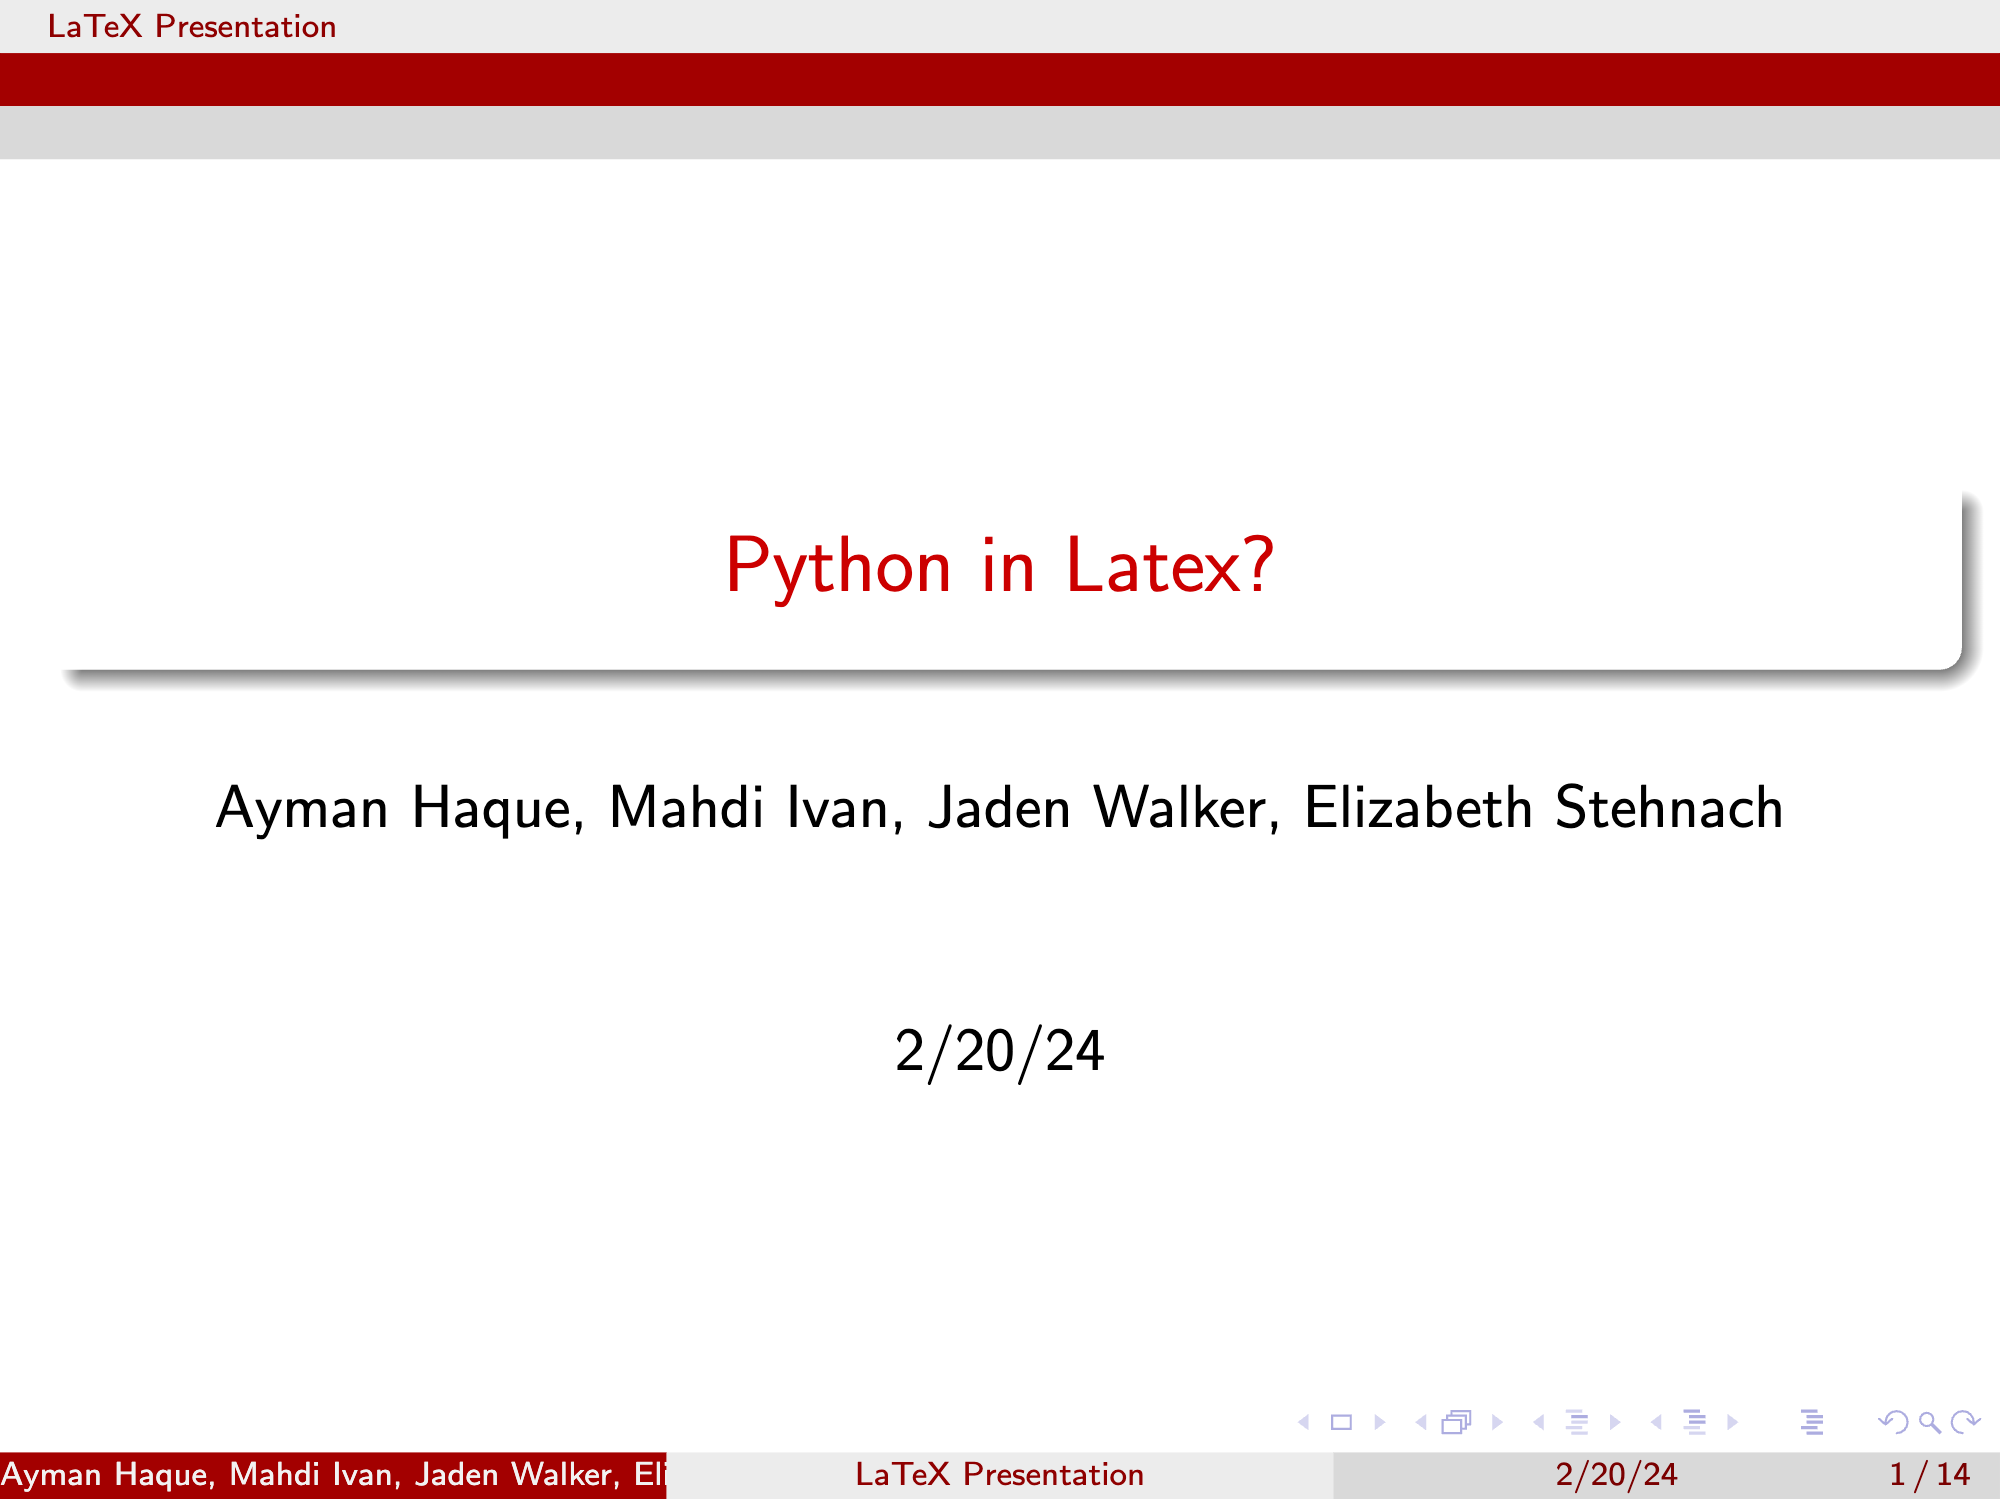 LaTeX Presentation
Python in Latex?
Ayman Haque, Mahdi Ivan, Jaden Walker, Elizabeth Stehnach
2/20/24
Ayman Haque, Mahdi Ivan, Jaden Walker, Eli
LaTeX Presentation
2/20/24
1 / 14